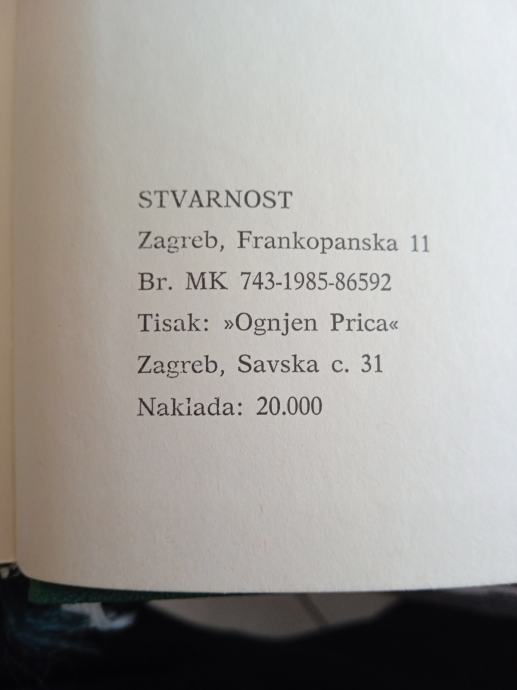 STVARNOST
Zagreb, Frankopanska 11
Br. MK 743-1985-86592
Tisak: »Ognjen Prica«
Zagreb, Savska c. 31
Naklada: 20.000